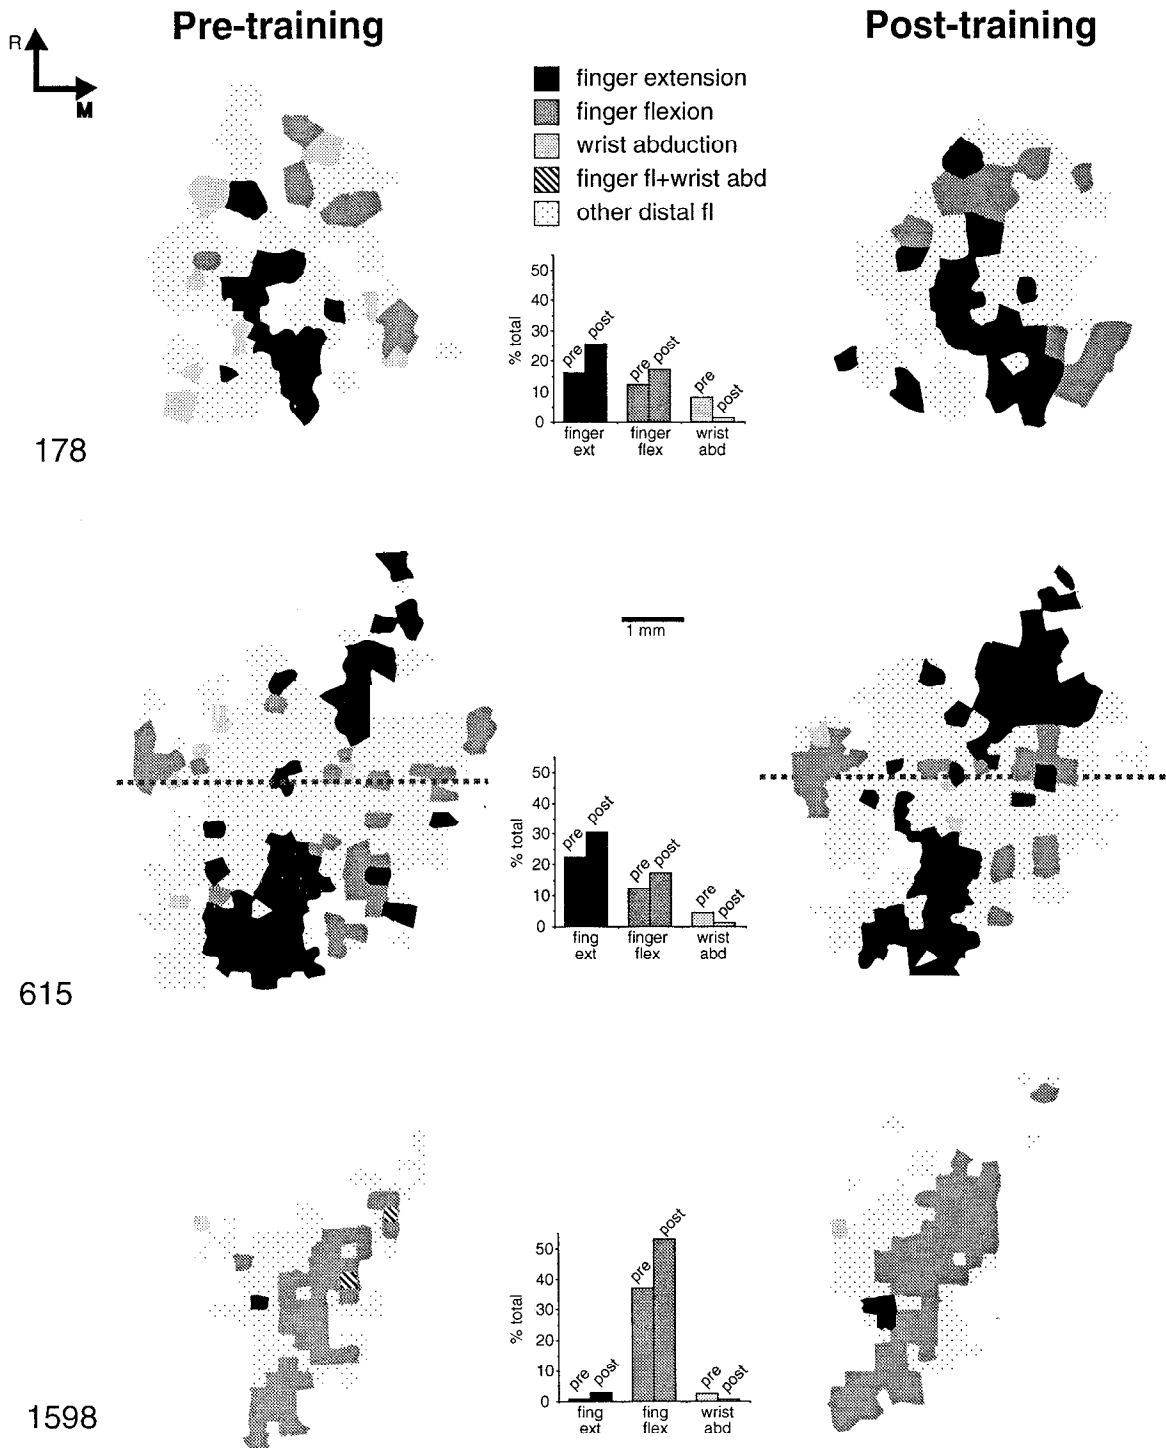 Pre-training
Post-training
R
M
finger extension
finger flexion
wrist abduction
finger fl+wrist abd
other distal fl
50
40
30
20
10
0
% total
pre
post
pre
post
pre
post
finger
ext
finger
flex
wrist
abd
178
1 mm
50
40
30
20
10
0
% total
pre
post
pre
post
pre
post
fing
ext
finger
flex
wrist
abd
615
50
40
30
20
10
0
% total
pre
post
pre
post
pre
post
fing
ext
fing
flex
wrist
abd
1598